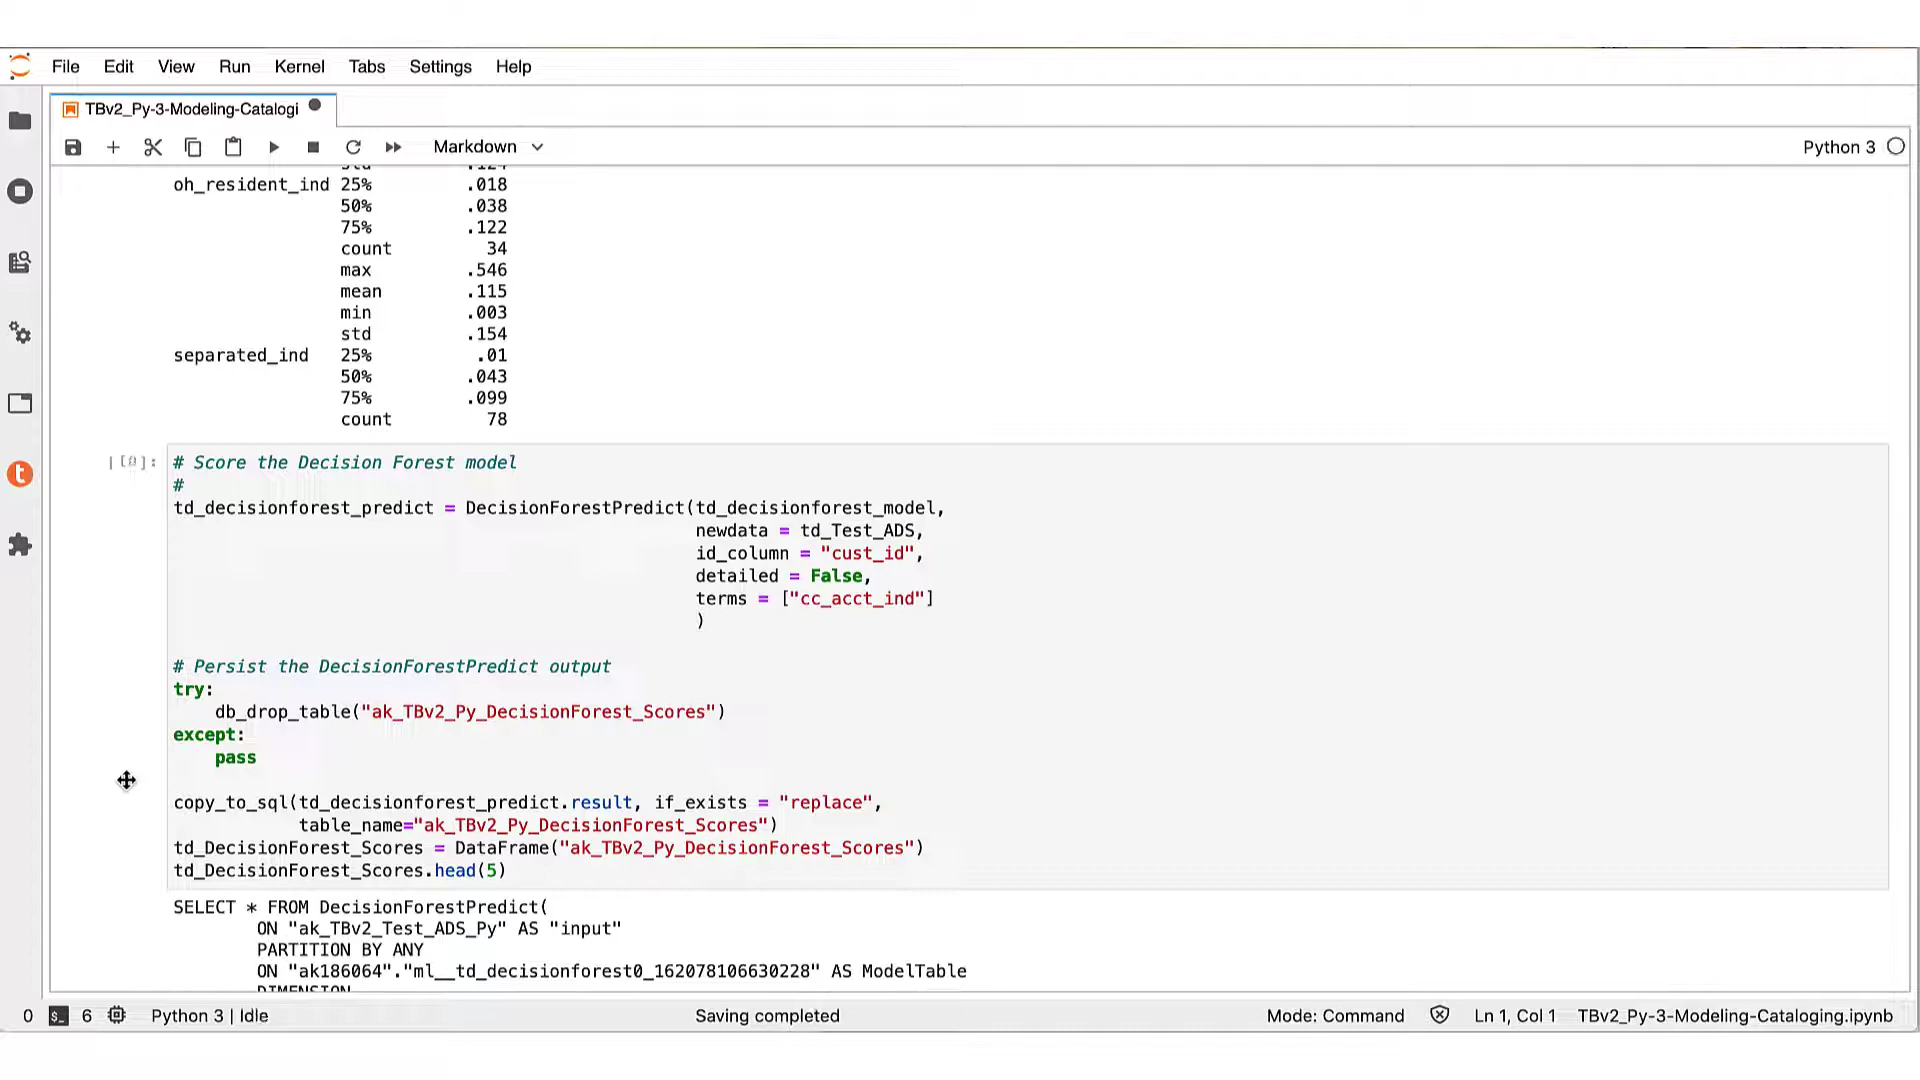 File Edit View Run Kernel Tabs Settings Help
TBv2_Py-3-Modeling-Catalogi
Markdown
Python 3
oh_resident_ind 25% .018
50% .038
75% .122
count 34
max .546
mean .115
min .003
std .154
separated_ind 25% .01
50% .043
75% .099
count 78
# Score the Decision Forest model
#
td_decisionforest_predict = DecisionForestPredict(td_decisionforest_model,
newdata = td_Test_ADS,
id_column = "cust_id",
detailed = False,
terms = ["cc_acct_ind"]
)
# Persist the DecisionForestPredict output
try:
db_drop_table("ak_TBv2_Py_DecisionForest_Scores")
except:
pass
copy_to_sql(td_decisionforest_predict.result, if_exists = "replace",
table_name="ak_TBv2_Py_DecisionForest_Scores")
td_DecisionForest_Scores = DataFrame("ak_TBv2_Py_DecisionForest_Scores")
td_DecisionForest_Scores.head(5)
SELECT * FROM DecisionForestPredict(
ON "ak_TBv2_Test_ADS_Py" AS "input"
PARTITION BY ANY
ON "ak186064"."ml__td_decisionforest0_162078106630228" AS ModelTable
DIMENSION
0 $_ 6 Python 3 | Idle Saving completed Mode: Command Ln 1, Col 1 TBv2_Py-3-Modeling-Cataloging.ipynb